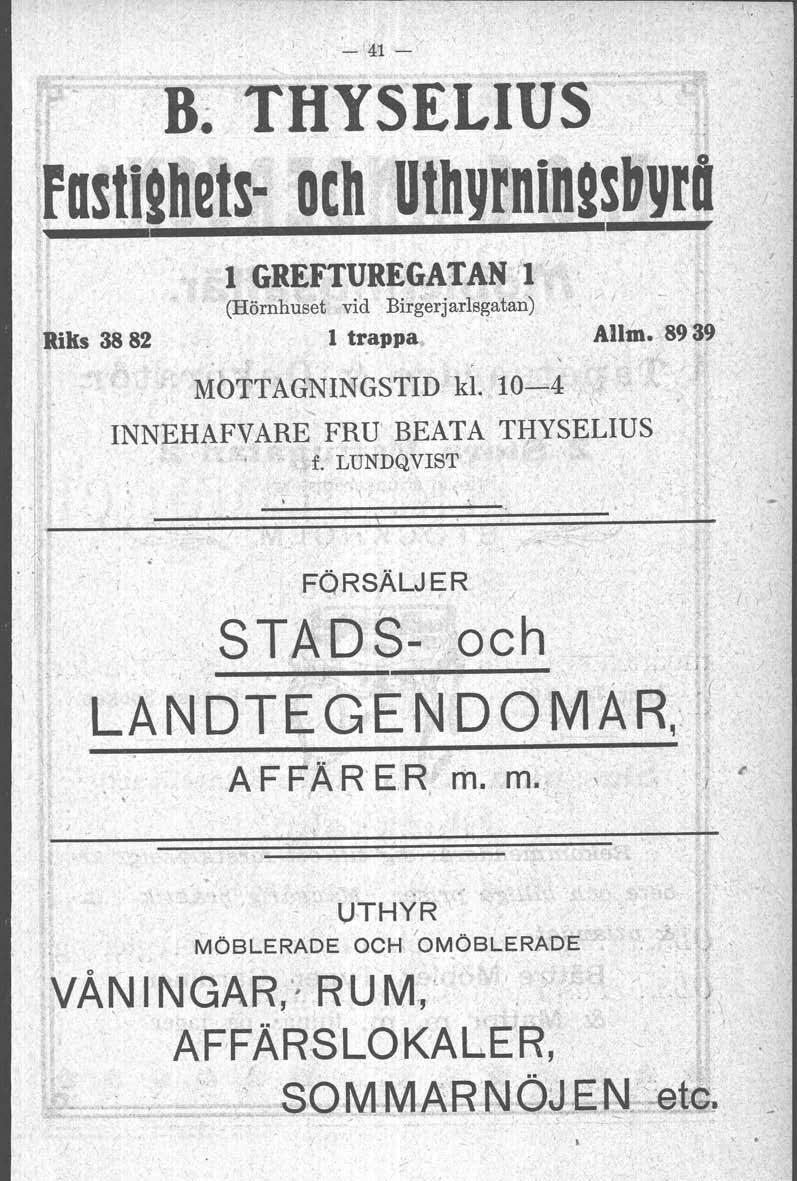 — 41 —
B. THYSELIUS
Fastighets- och Uthyrningsbyrå
1 GREFTUREGATAN 1
(Hörnhuset vid Birgerjarlsgatan)
Riks 38 82 1 trappa Allm. 89 39
MOTTAGNINGSTID kl. 10—4
INNEHAFVARE FRU BEATA THYSELIUS
f. LUNDQVIST
FÖRSÄLJER
STADS- och
LANDTEGENDOMAR,
AFFÄRER m. m.
UTHYR
MÖBLERADE OCH OMÖBLERADE
VÅNINGAR, RUM,
AFFÄRSLOKALER,
SOMMARNÖJEN etc.